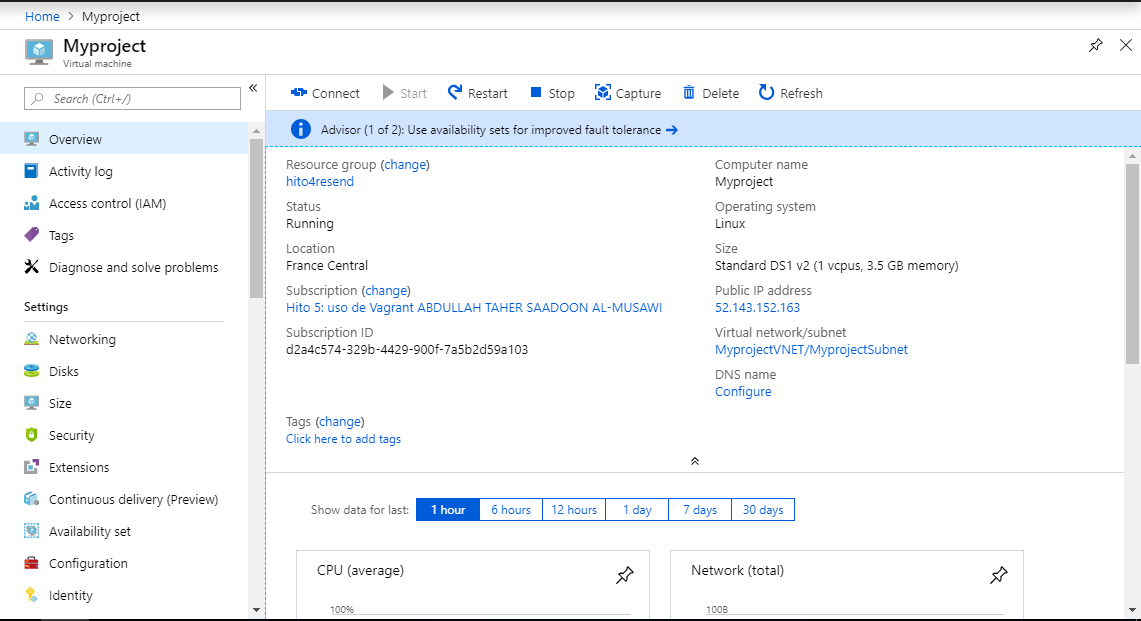 Home > Myproject
Myproject
Virtual machine
Search (Ctrl+/)
«
Overview
Activity log
Access control (IAM)
Tags
Diagnose and solve problems
Settings
Networking
Disks
Size
Security
Extensions
Continuous delivery (Preview)
Availability set
Configuration
Identity
Connect Start Restart Stop Capture Delete Refresh
Advisor (1 of 2): Use availability sets for improved fault tolerance →
Resource group (change)
hito4resend
Status
Running
Location
France Central
Subscription (change)
Hito 5: uso de Vagrant ABDULLAH TAHER SAADOON AL-MUSAWI
Subscription ID
d2a4c574-329b-4429-900f-7a5b2d59a103
Computer name
Myproject
Operating system
Linux
Size
Standard DS1 v2 (1 vcpus, 3.5 GB memory)
Public IP address
52.143.152.163
Virtual network/subnet
MyprojectVNET/MyprojectSubnet
DNS name
Configure
Tags (change)
Click here to add tags
Show data for last: 1 hour 6 hours 12 hours 1 day 7 days 30 days
CPU (average)
100%
Network (total)
100B